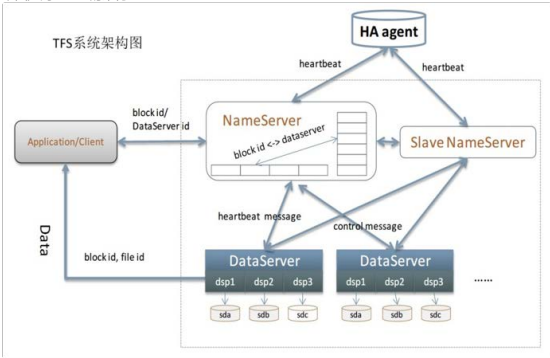 TFS系统架构图
HA agent
heartbeat
heartbeat
block id/
DataServer id
NameServer
block id <-> dataserver
Application/Client
Slave NameServer
Data
heartbeat message
control message
block id, file id
DataServer
dsp1 dsp2 dsp3
sda sdb sdc
DataServer
dsp1 dsp2 dsp3
sda sdb sdc
......